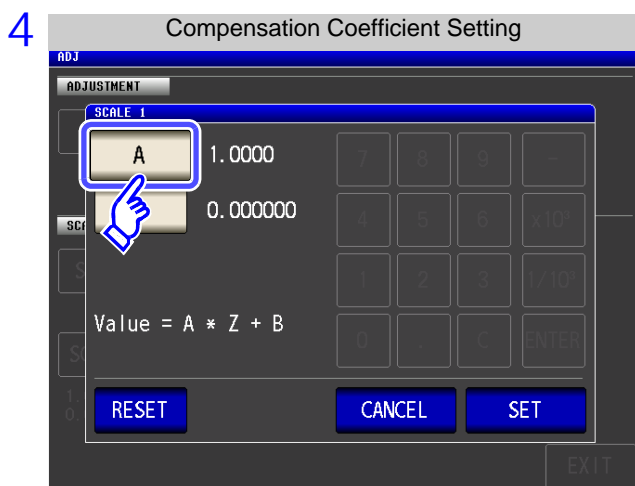 4
Compensation Coefficient Setting
ADJ
ADJUSTMENT
SCALE 1
A 1.0000 7 8 9 -
0.000000 4 5 6 x10³
1 2 3 1/10³
Value = A * Z + B 0 . C ENTER
RESET CANCEL SET
EXIT